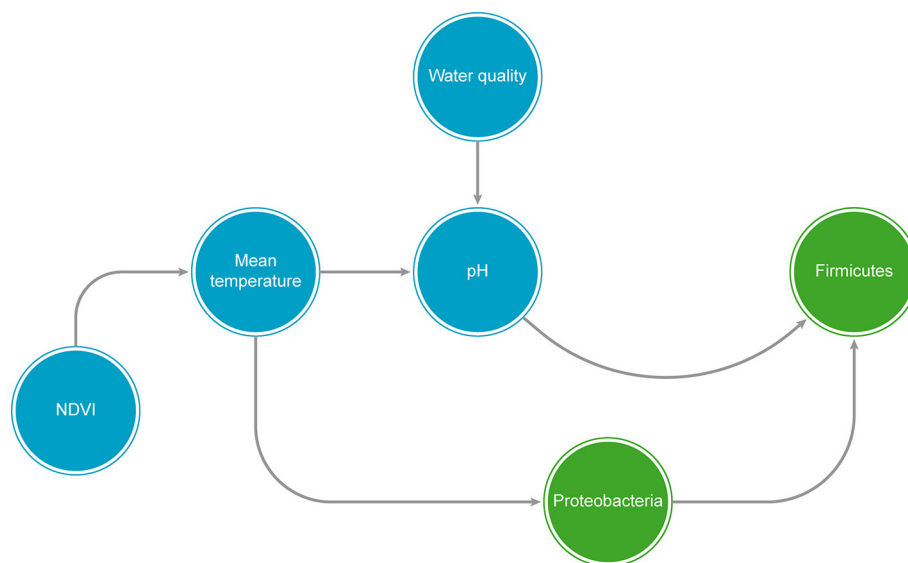 Water quality
Mean
temperature
pH
Firmicutes
NDVI
Proteobacteria